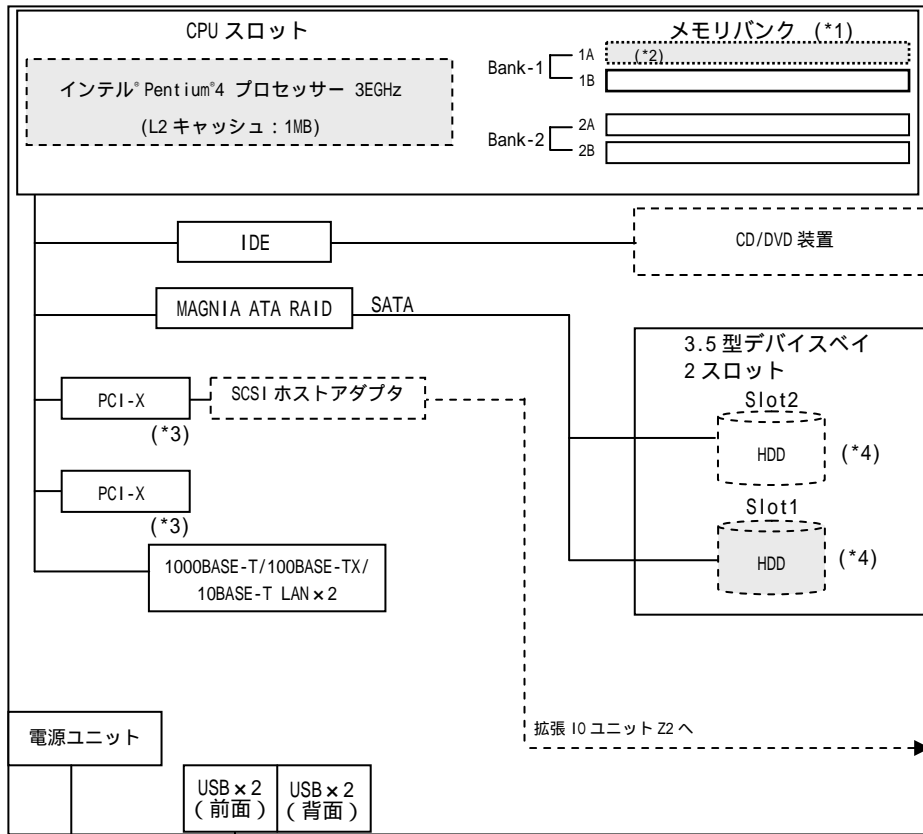 CPU スロット
メモリバンク (*1)
インテル® Pentium®4 プロセッサー 3EGHz
(L2 キャッシュ：1MB)
Bank-1
1A
(*2)
1B
Bank-2
2A
2B
IDE
CD/DVD 装置
MAGNIA ATA RAID
SATA
3.5 型デバイスベイ
2 スロット
PCI-X
(*3)
SCSI ホストアダプタ
Slot2
HDD
(*4)
PCI-X
(*3)
Slot1
HDD
(*4)
1000BASE-T/100BASE-TX/
10BASE-T LAN×2
電源ユニット
拡張 IO ユニット Z2 へ
USB×2
(前面)
USB×2
(背面)